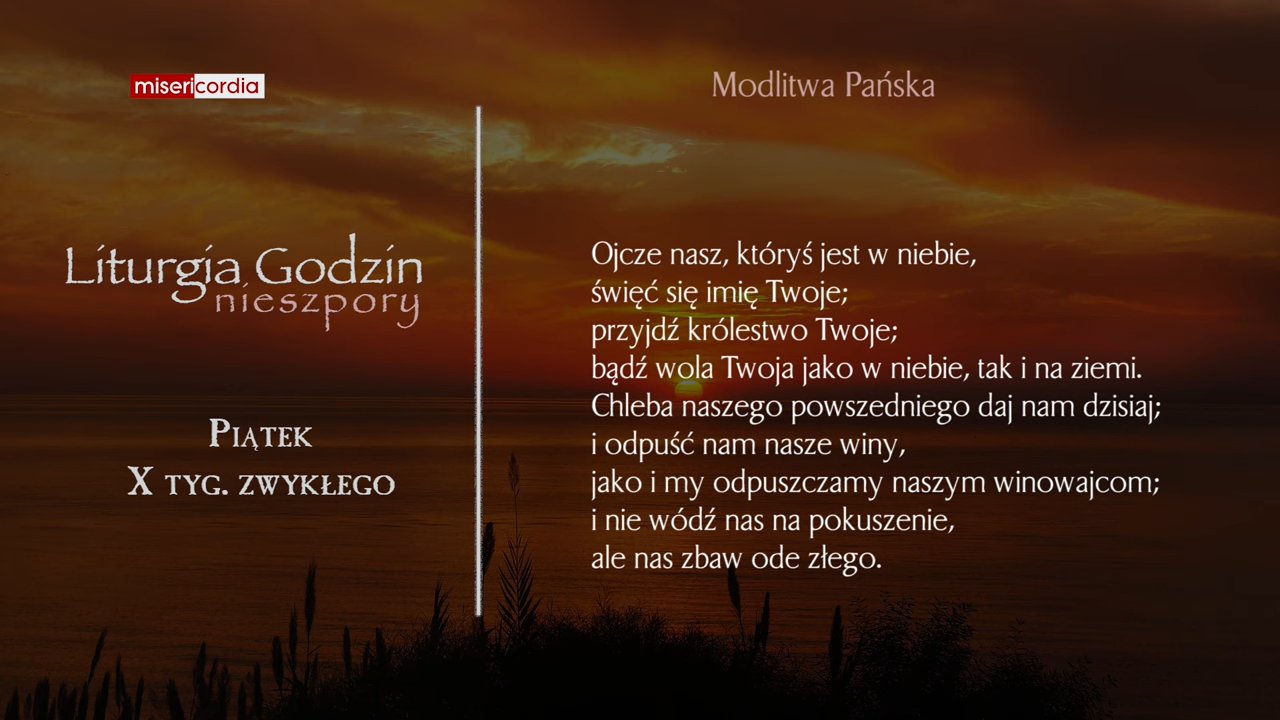 misericordia
Liturgia Godzin
nieszpory
Piątek
X tyg. zwykłego
Modlitwa Pańska
Ojcze nasz, któryś jest w niebie,
święć się imię Twoje;
przyjdź królestwo Twoje;
bądź wola Twoja jako w niebie, tak i na ziemi.
Chleba naszego powszedniego daj nam dzisiaj;
i odpuść nam nasze winy,
jako i my odpuszczamy naszym winowajcom;
i nie wódź nas na pokuszenie,
ale nas zbaw ode złego.